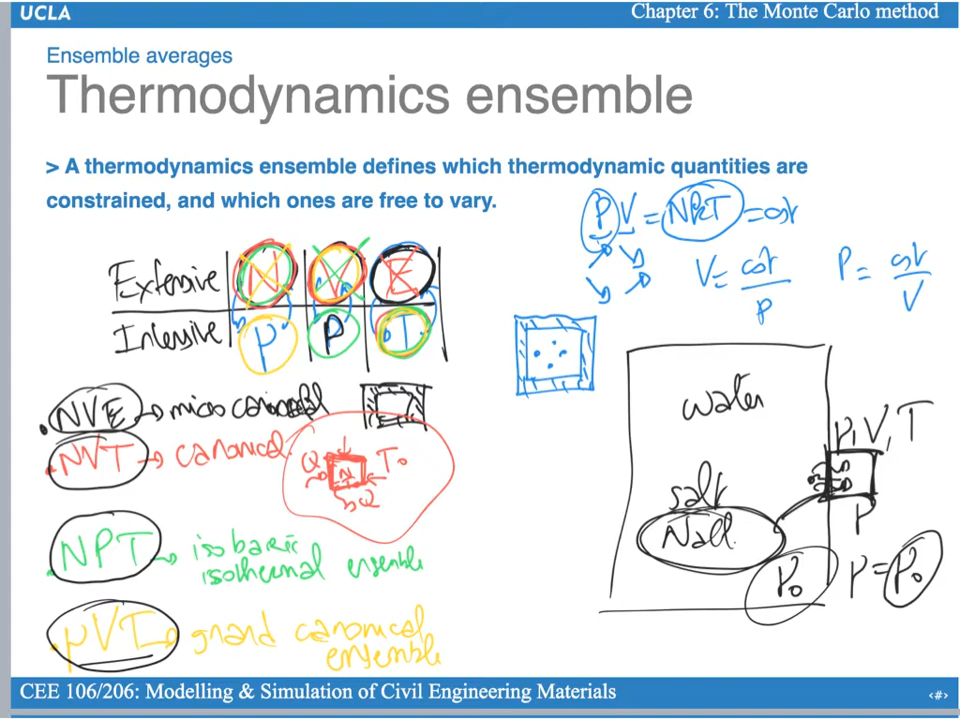 UCLA
Chapter 6: The Monte Carlo method
Ensemble averages
Thermodynamics ensemble
> A thermodynamics ensemble defines which thermodynamic quantities are
constrained, and which ones are free to vary.
PV = NkT = cst
V = cst / P
P = cst / V
Extensive N V E
Intensive μ P T
. NVE → micro canonical
. NVT → canonical
Q N T₀
Q
. NPT → isobaric
isothermal ensemble
. μVT → grand canonical
ensemble
water
salt
NaCl
μ, V, T
μ₀ μ = μ₀
CEE 106/206: Modelling & Simulation of Civil Engineering Materials
‹#›